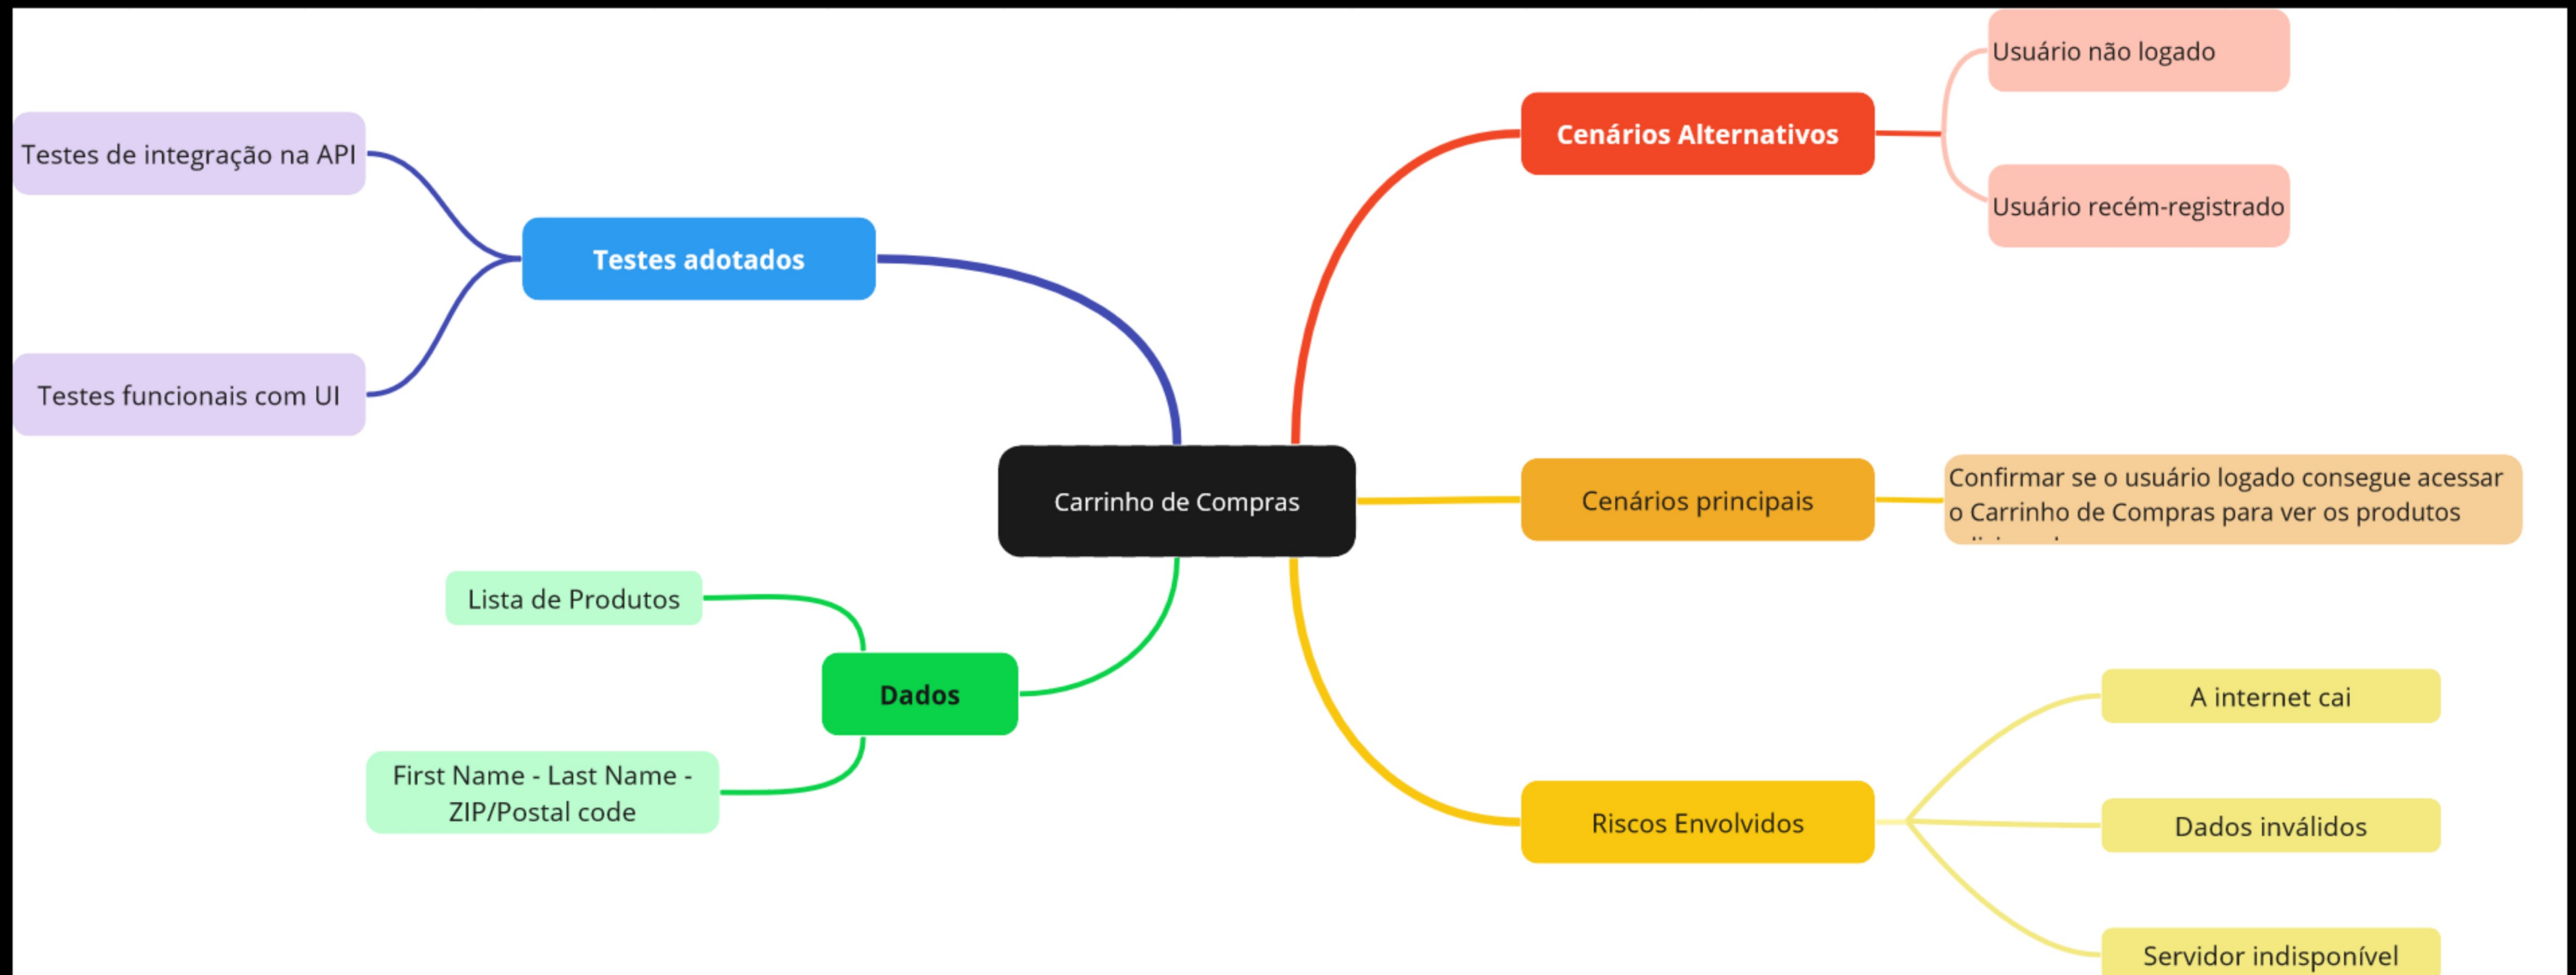 Usuário não logado
Cenários Alternativos
Usuário recém-registrado
Testes de integração na API
Testes adotados
Testes funcionais com UI
Carrinho de Compras
Cenários principais
Confirmar se o usuário logado consegue acessar
o Carrinho de Compras para ver os produtos
Lista de Produtos
Dados
First Name - Last Name -
ZIP/Postal code
A internet cai
Riscos Envolvidos
Dados inválidos
Servidor indisponível